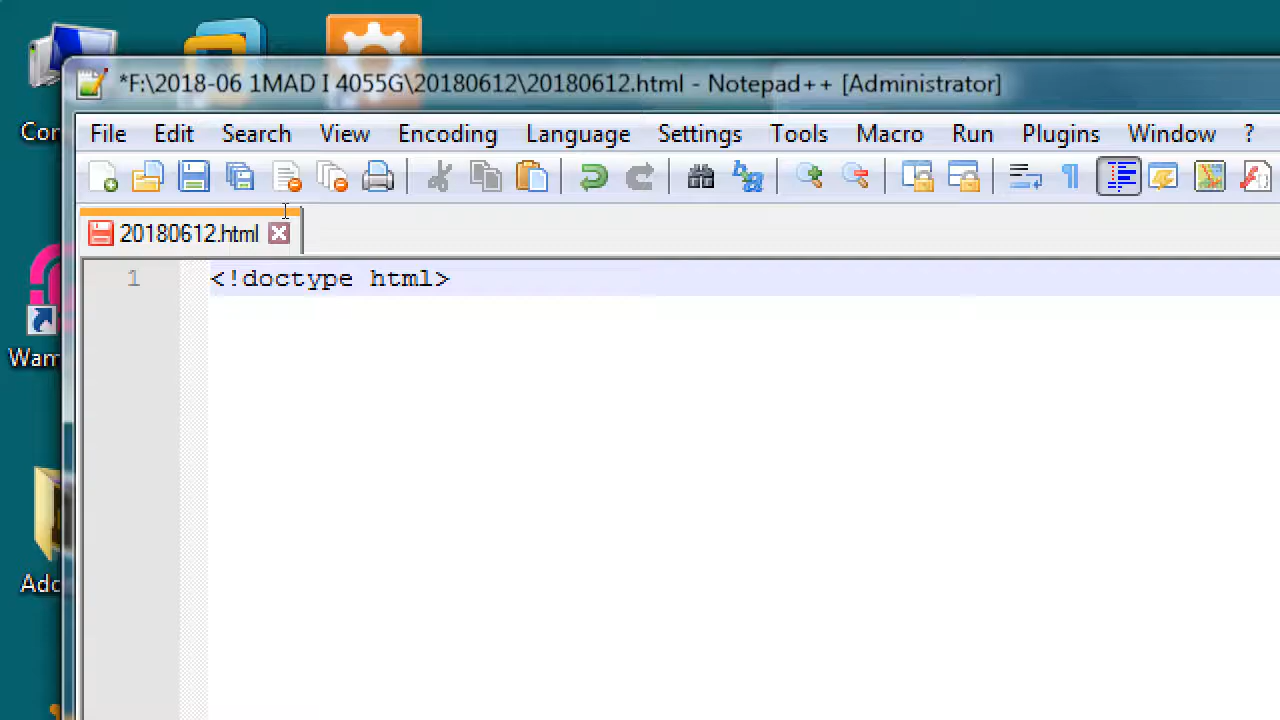 *F:\2018-06 1MAD I 4055G\20180612\20180612.html - Notepad++ [Administrator]
File Edit Search View Encoding Language Settings Tools Macro Run Plugins Window ?
20180612.html
1 <!doctype html>